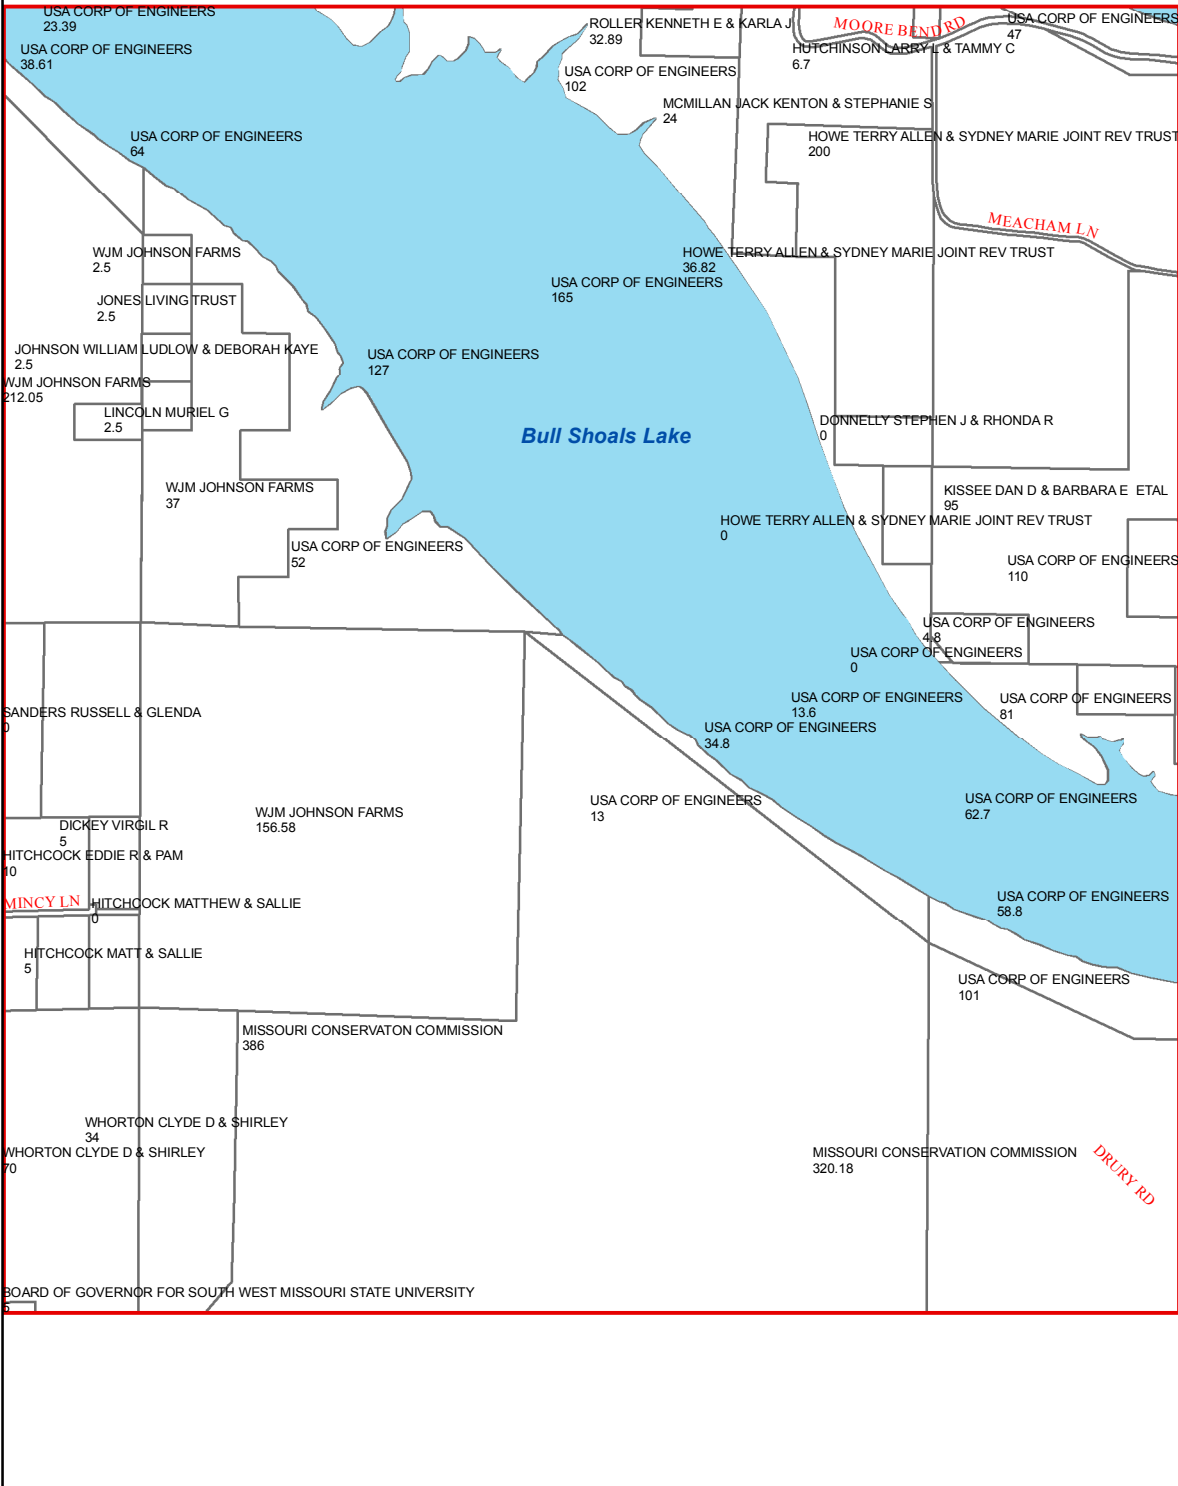 USA CORP OF ENGINEERS
23.39
USA CORP OF ENGINEERS
38.61
ROLLER KENNETH E & KARLA J
32.89
MOORE BEND RD
USA CORP OF ENGINEERS
47
HUTCHINSON LARRY L & TAMMY C
6.7
USA CORP OF ENGINEERS
102
MCMILLAN JACK KENTON & STEPHANIE S
24
USA CORP OF ENGINEERS
64
HOWE TERRY ALLEN & SYDNEY MARIE JOINT REV TRUST
200
MEACHAM LN
WJM JOHNSON FARMS
2.5
HOWE TERRY ALLEN & SYDNEY MARIE JOINT REV TRUST
36.82
USA CORP OF ENGINEERS
165
JONES LIVING TRUST
2.5
JOHNSON WILLIAM LUDLOW & DEBORAH KAYE
2.5
USA CORP OF ENGINEERS
127
WJM JOHNSON FARMS
212.05
LINCOLN MURIEL G
2.5
DONNELLY STEPHEN J & RHONDA R
0
Bull Shoals Lake
WJM JOHNSON FARMS
37
KISSEE DAN D & BARBARA E ETAL
95
HOWE TERRY ALLEN & SYDNEY MARIE JOINT REV TRUST
0
USA CORP OF ENGINEERS
52
USA CORP OF ENGINEERS
110
USA CORP OF ENGINEERS
4.8
USA CORP OF ENGINEERS
0
USA CORP OF ENGINEERS
13.6
USA CORP OF ENGINEERS
81
SANDERS RUSSELL & GLENDA
0
USA CORP OF ENGINEERS
34.8
USA CORP OF ENGINEERS
13
USA CORP OF ENGINEERS
62.7
WJM JOHNSON FARMS
156.58
DICKEY VIRGIL R
5
HITCHCOCK EDDIE R & PAM
10
MINCY LN
HITCHCOCK MATTHEW & SALLIE
0
USA CORP OF ENGINEERS
58.8
HITCHCOCK MATT & SALLIE
5
USA CORP OF ENGINEERS
101
MISSOURI CONSERVATON COMMISSION
386
WHORTON CLYDE D & SHIRLEY
34
WHORTON CLYDE D & SHIRLEY
70
MISSOURI CONSERVATION COMMISSION
320.18
DRURY RD
BOARD OF GOVERNOR FOR SOUTH WEST MISSOURI STATE UNIVERSITY
5